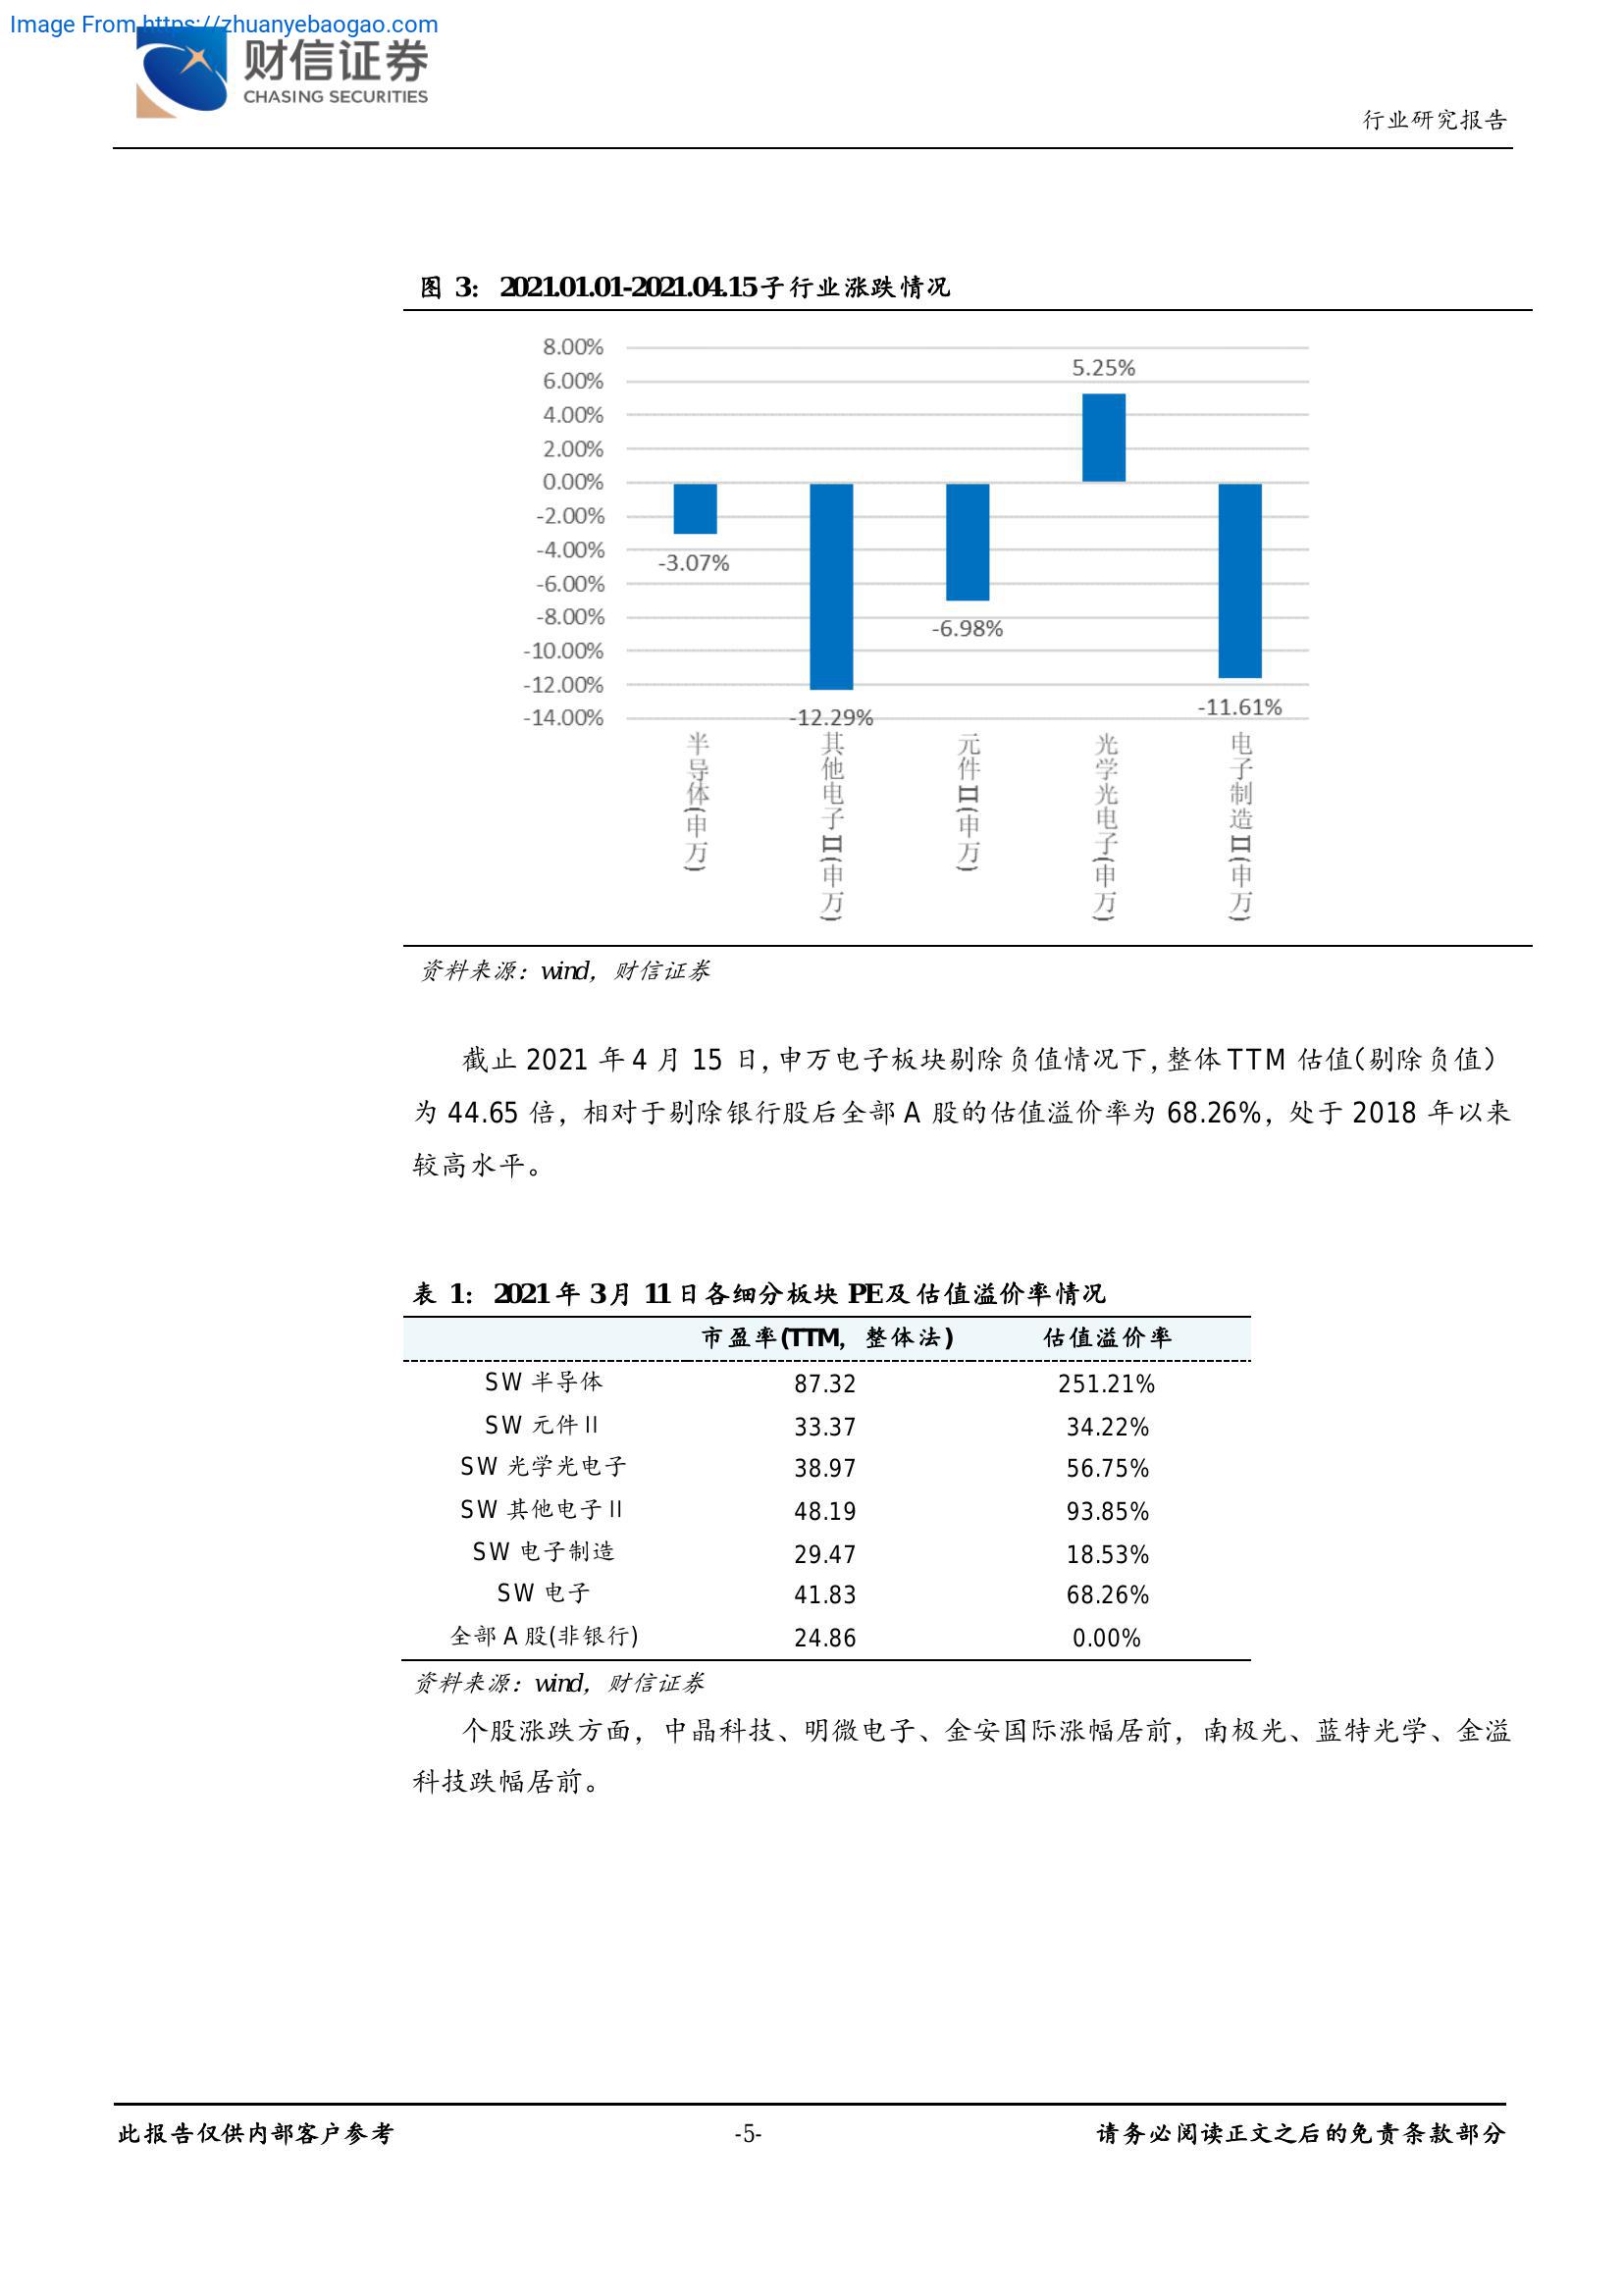 Image From https://zhuanyebaogao.com
财信证券
CHASING SECURITIES
行业研究报告
图 3： 2021.01.01-2021.04.15子行业涨跌情况
8.00%
6.00%
4.00%
2.00%
0.00%
-2.00%
-4.00%
-6.00%
-8.00%
-10.00%
-12.00%
-14.00%
-3.07%
-12.29%
-6.98%
5.25%
-11.61%
半导体(申万)
其他电子II(申万)
元件II(申万)
光学光电子(申万)
电子制造II(申万)
资料来源：wind，财信证券
截止 2021 年 4 月 15 日，申万电子板块剔除负值情况下，整体 TTM 估值（剔除负值）
为 44.65 倍，相对于剔除银行股后全部 A 股的估值溢价率为 68.26%，处于 2018 年以来
较高水平。
表 1： 2021 年 3 月 11 日各细分板块 PE 及估值溢价率情况
市盈率(TTM，整体法) 估值溢价率
SW 半导体 87.32 251.21%
SW 元件Ⅱ 33.37 34.22%
SW 光学光电子 38.97 56.75%
SW 其他电子Ⅱ 48.19 93.85%
SW 电子制造 29.47 18.53%
SW 电子 41.83 68.26%
全部 A 股(非银行) 24.86 0.00%
资料来源：wind，财信证券
个股涨跌方面，中晶科技、明微电子、金安国际涨幅居前，南极光、蓝特光学、金溢
科技跌幅居前。
此报告仅供内部客户参考 -5- 请务必阅读正文之后的免责条款部分